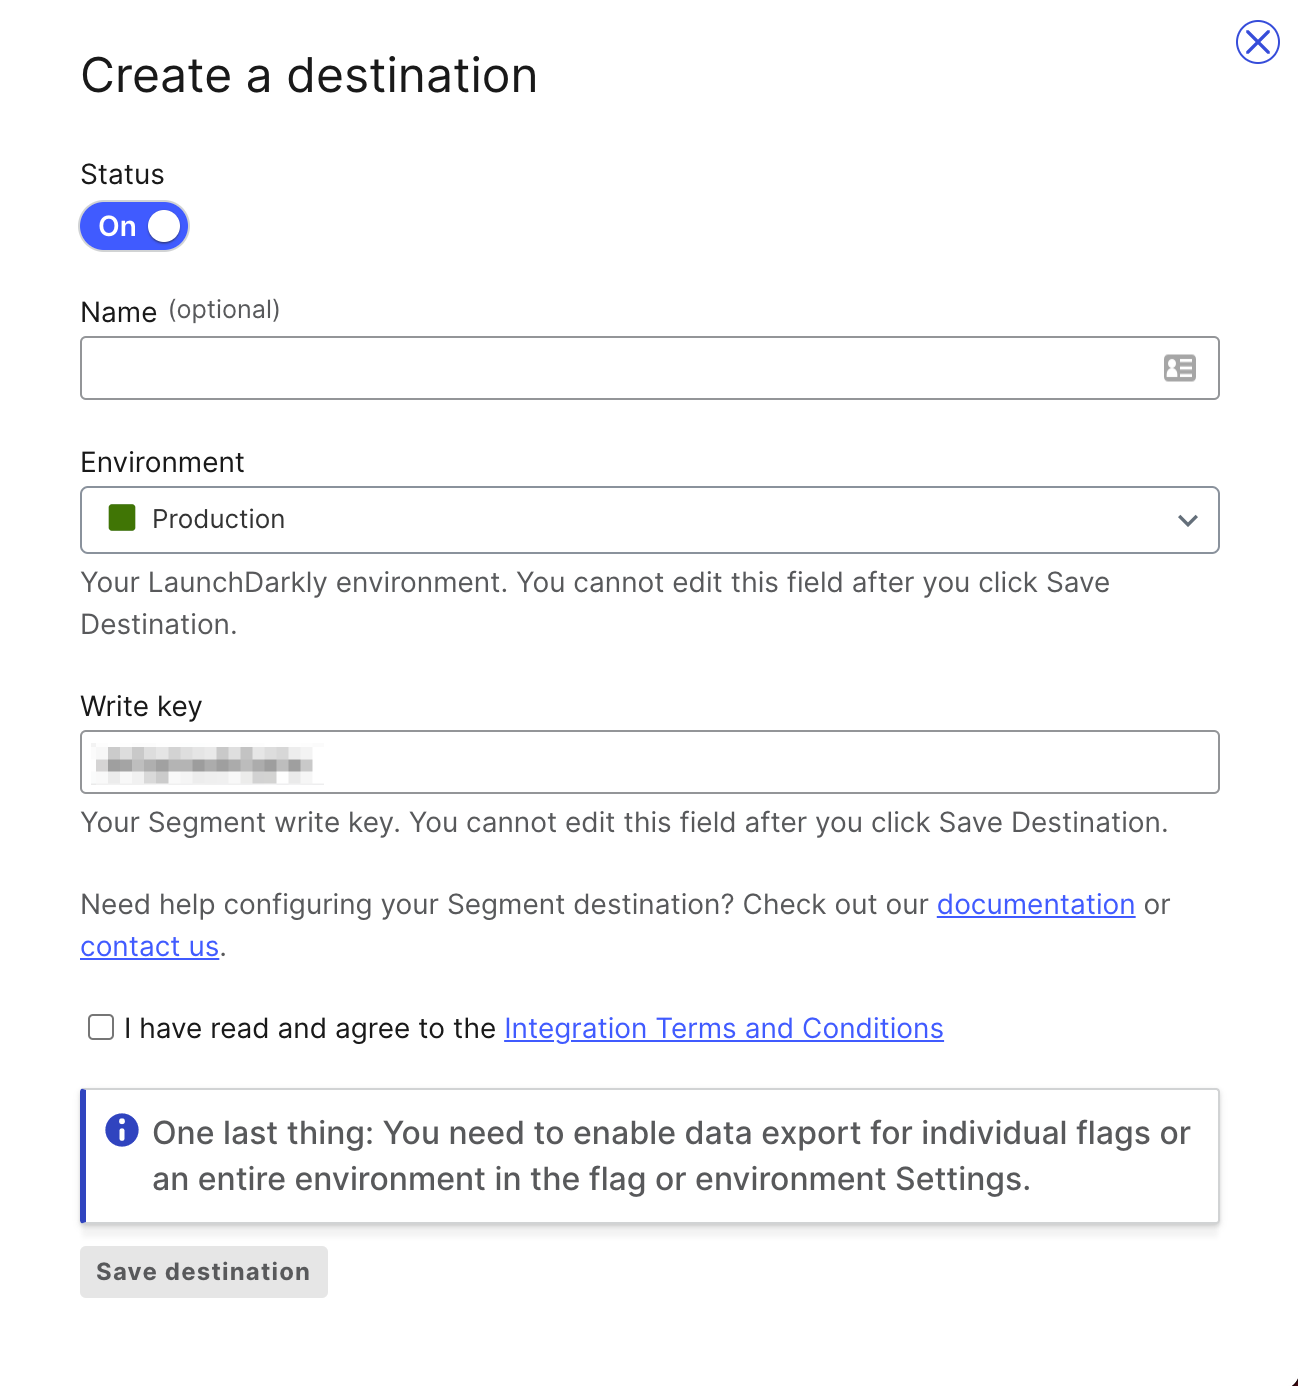 Create a destination
Status
On
Name (optional)
Environment
Production
Your LaunchDarkly environment. You cannot edit this field after you click Save
Destination.
Write key
Your Segment write key. You cannot edit this field after you click Save Destination.
Need help configuring your Segment destination? Check out our documentation or
contact us.
I have read and agree to the Integration Terms and Conditions
One last thing: You need to enable data export for individual flags or
an entire environment in the flag or environment Settings.
Save destination